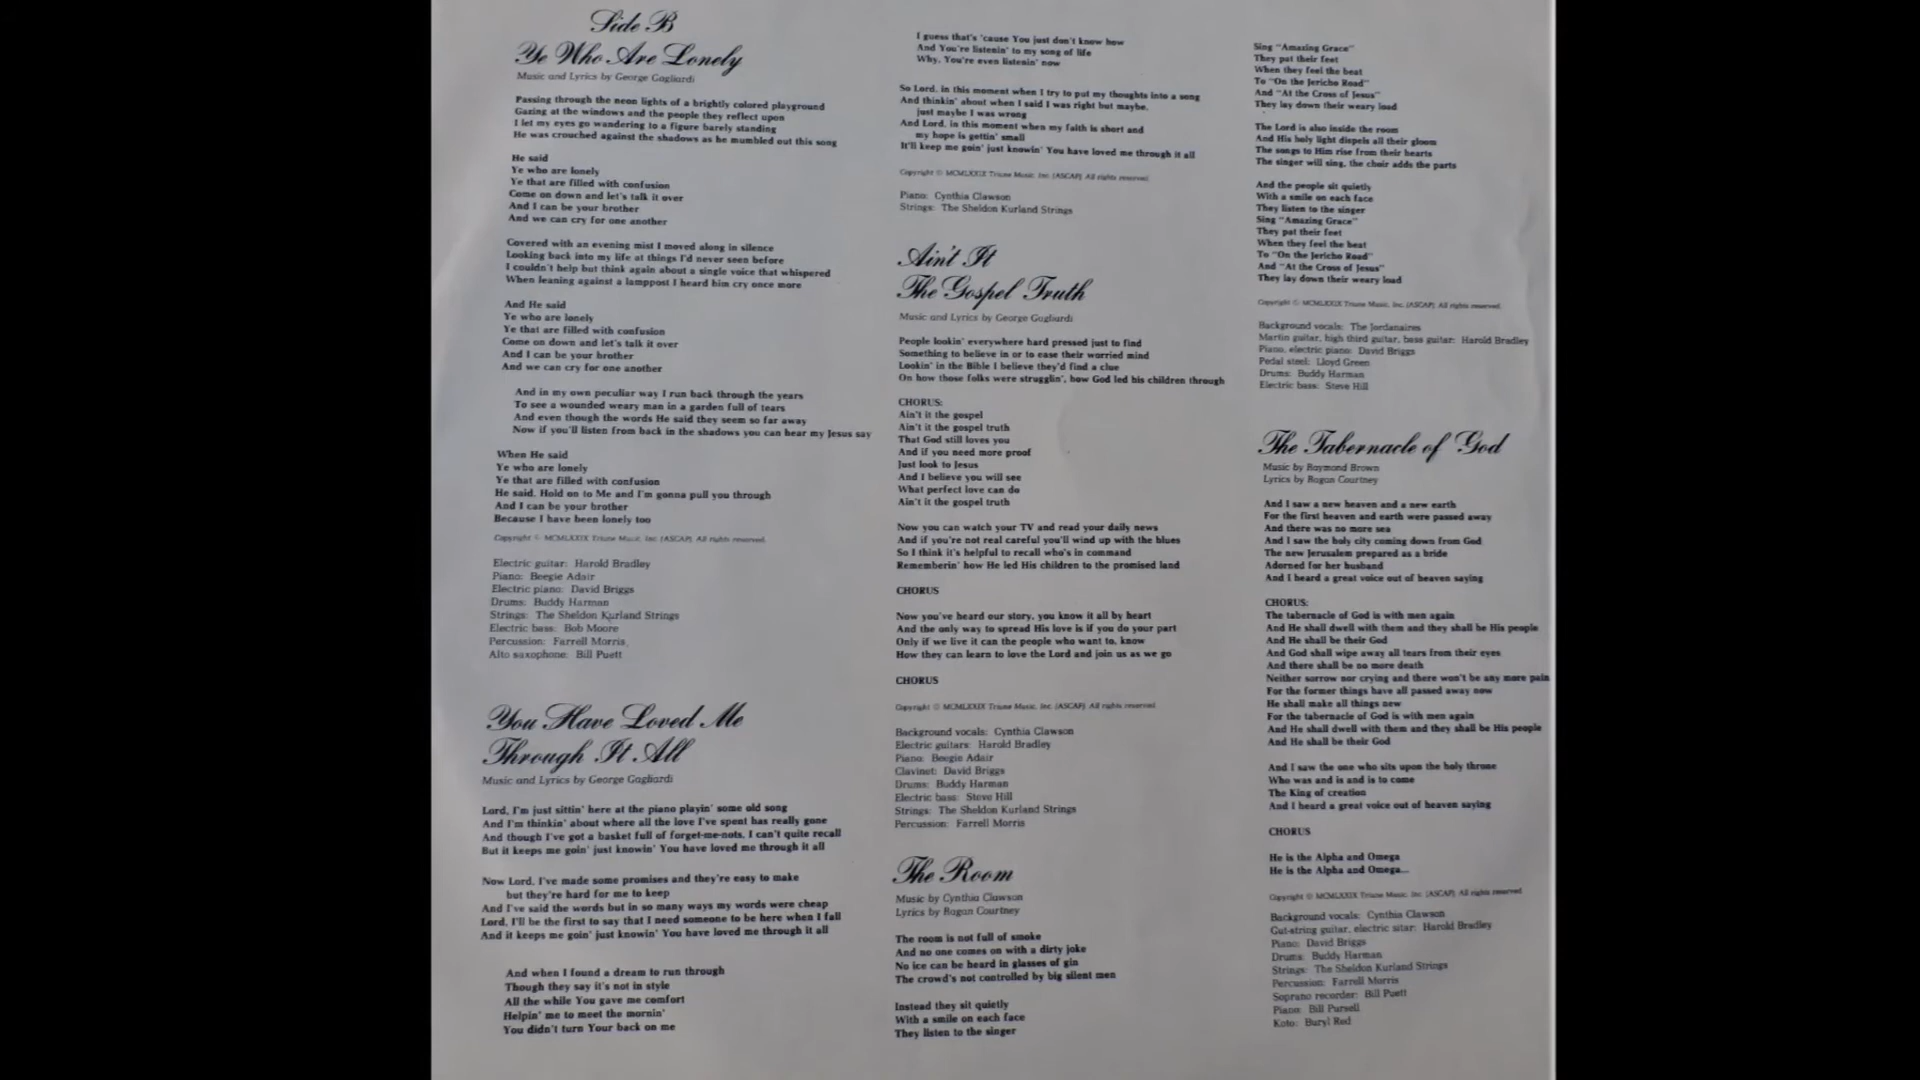 Side B
Ye Who Are Lonely
Music and Lyrics by George Gagliardi
Passing through the neon lights of a brightly colored playground
Gazing at the windows and the people they reflect upon
I let my eyes go wandering to a figure barely standing
He was crouched against the shadows as he mumbled out this song
He said
Ye who are lonely
Ye that are filled with confusion
Come on down and let's talk it over
And I can be your brother
And we can cry for one another
Covered with an evening mist I moved along in silence
Looking back into my life at things I'd never seen before
I couldn't help but think again about a single voice that whispered
When leaning against a lamppost I heard him cry once more
And He said
Ye who are lonely
Ye that are filled with confusion
Come on down and let's talk it over
And I can be your brother
And we can cry for one another
And in my own peculiar way I run back through the years
To see a wounded weary man in a garden full of tears
And even though the words He said they seem so far away
Now if you'll listen from back in the shadows you can hear my Jesus say
When He said
Ye who are lonely
Ye that are filled with confusion
He said, Hold on to Me and I'm gonna pull you through
And I can be your brother
Because I have been lonely too
Copyright © MCMLXXIX Triune Music, Inc. (ASCAP). All rights reserved.
Electric guitar: Harold Bradley
Piano: Beegie Adair
Electric piano: David Briggs
Drums: Buddy Harman
Strings: The Sheldon Kurland Strings
Electric bass: Bob Moore
Percussion: Farrell Morris
Alto saxophone: Bill Puett
You Have Loved Me
Through It All
Music and Lyrics by George Gagliardi
Lord, I'm just sittin' here at the piano playin' some old song
And I'm thinkin' about where all the love I've spent has really gone
And though I've got a basket full of forget-me-nots, I can't quite recall
But it keeps me goin' just knowin' You have loved me through it all
Now Lord, I've made some promises and they're easy to make
but they're hard for me to keep
And I've said the words but in so many ways my words were cheap
Lord, I'll be the first to say that I need someone to be here when I fall
And it keeps me goin' just knowin' You have loved me through it all
And when I found a dream to run through
Though they say it's not in style
All the while You gave me comfort
Helpin' me to meet the mornin'
You didn't turn Your back on me
I guess that's 'cause You just don't know how
And You're listenin' to my song of life
Why, You're even listenin' now
So Lord, in this moment when I try to put my thoughts into a song
And thinkin' about when I said I was right but maybe,
just maybe I was wrong
And Lord, in this moment when my faith is short and
my hope is gettin' small
It'll keep me goin' just knowin' You have loved me through it all
Copyright © MCMLXXIX Triune Music, Inc. (ASCAP) All rights reserved.
Piano: Cynthia Clawson
Strings: The Sheldon Kurland Strings
Ain't It
The Gospel Truth
Music and Lyrics by George Gagliardi
People lookin' everywhere hard pressed just to find
Something to believe in or to ease their worried mind
Lookin' in the Bible I believe they'd find a clue
On how those folks were strugglin', how God led his children through
CHORUS:
Ain't it the gospel
Ain't it the gospel truth
That God still loves you
And if you need more proof
Just look to Jesus
And I believe you will see
What perfect love can do
Ain't it the gospel truth
Now you can watch your TV and read your daily news
And if you're not real careful you'll wind up with the blues
So I think it's helpful to recall who's in command
Rememberin' how He led His children to the promised land
CHORUS
Now you've heard our story, you know it all by heart
And the only way to spread His love is if you do your part
Only if we live it can the people who want to, know
How they can learn to love the Lord and join us as we go
CHORUS
Copyright © MCMLXXIX Triune Music, Inc. (ASCAP) All rights reserved.
Background vocals: Cynthia Clawson
Electric guitars: Harold Bradley
Piano: Beegie Adair
Clavinet: David Briggs
Drums: Buddy Harman
Electric bass: Steve Hill
Strings: The Sheldon Kurland Strings
Percussion: Farrell Morris
The Room
Music by Cynthia Clawson
Lyrics by Ragan Courtney
The room is not full of smoke
And no one comes on with a dirty joke
No ice can be heard in glasses of gin
The crowd's not controlled by big silent men
Instead they sit quietly
With a smile on each face
They listen to the singer
Sing "Amazing Grace"
They pat their feet
When they feel the beat
To "On the Jericho Road"
And "At the Cross of Jesus"
They lay down their weary load
The Lord is also inside the room
And His holy light dispels all their gloom
The songs to Him rise from their hearts
The singer will sing, the choir adds the parts
And the people sit quietly
With a smile on each face
They listen to the singer
Sing "Amazing Grace"
They pat their feet
When they feel the beat
To "On the Jericho Road"
And "At the Cross of Jesus"
They lay down their weary load
Copyright © MCMLXXIX Triune Music, Inc. (ASCAP) All rights reserved.
Background vocals: The Jordanaires
Martin guitar, high third guitar, bass guitar: Harold Bradley
Piano, electric piano: David Briggs
Pedal steel: Lloyd Green
Drums: Buddy Harman
Electric bass: Steve Hill
The Tabernacle of God
Music by Raymond Brown
Lyrics by Ragan Courtney
And I saw a new heaven and a new earth
For the first heaven and earth were passed away
And there was no more sea
And I saw the holy city coming down from God
The new Jerusalem prepared as a bride
Adorned for her husband
And I heard a great voice out of heaven saying
CHORUS:
The tabernacle of God is with men again
And He shall dwell with them and they shall be His people
And He shall be their God
And God shall wipe away all tears from their eyes
And there shall be no more death
Neither sorrow nor crying and there won't be any more pain
For the former things have all passed away now
He shall make all things new
For the tabernacle of God is with men again
And He shall dwell with them and they shall be His people
And He shall be their God
And I saw the one who sits upon the holy throne
Who was and is and is to come
The King of creation
And I heard a great voice out of heaven saying
CHORUS
He is the Alpha and Omega
He is the Alpha and Omega...
Copyright © MCMLXXIX Triune Music, Inc. (ASCAP) All rights reserved.
Background vocals: Cynthia Clawson
Gut-string guitar, electric sitar: Harold Bradley
Piano: David Briggs
Drums: Buddy Harman
Strings: The Sheldon Kurland Strings
Percussion: Farrell Morris
Soprano recorder: Bill Puett
Piano: Bill Pursell
Koto: Buryl Red